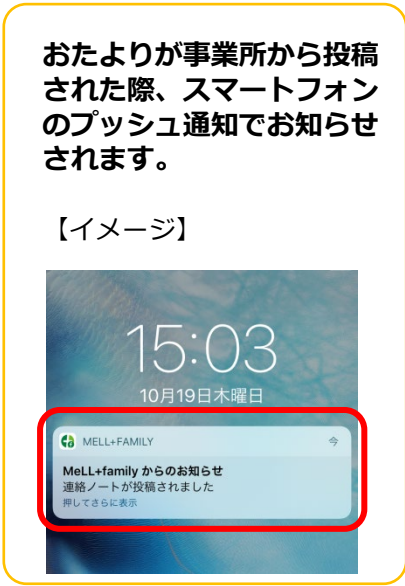 おたよりが事業所から投稿
された際、スマートフォン
のプッシュ通知でお知らせ
されます。
【イメージ】
15:03
10月19日木曜日
MELL+FAMILY 今
MeLL+family からのお知らせ
連絡ノートが投稿されました
押してさらに表示